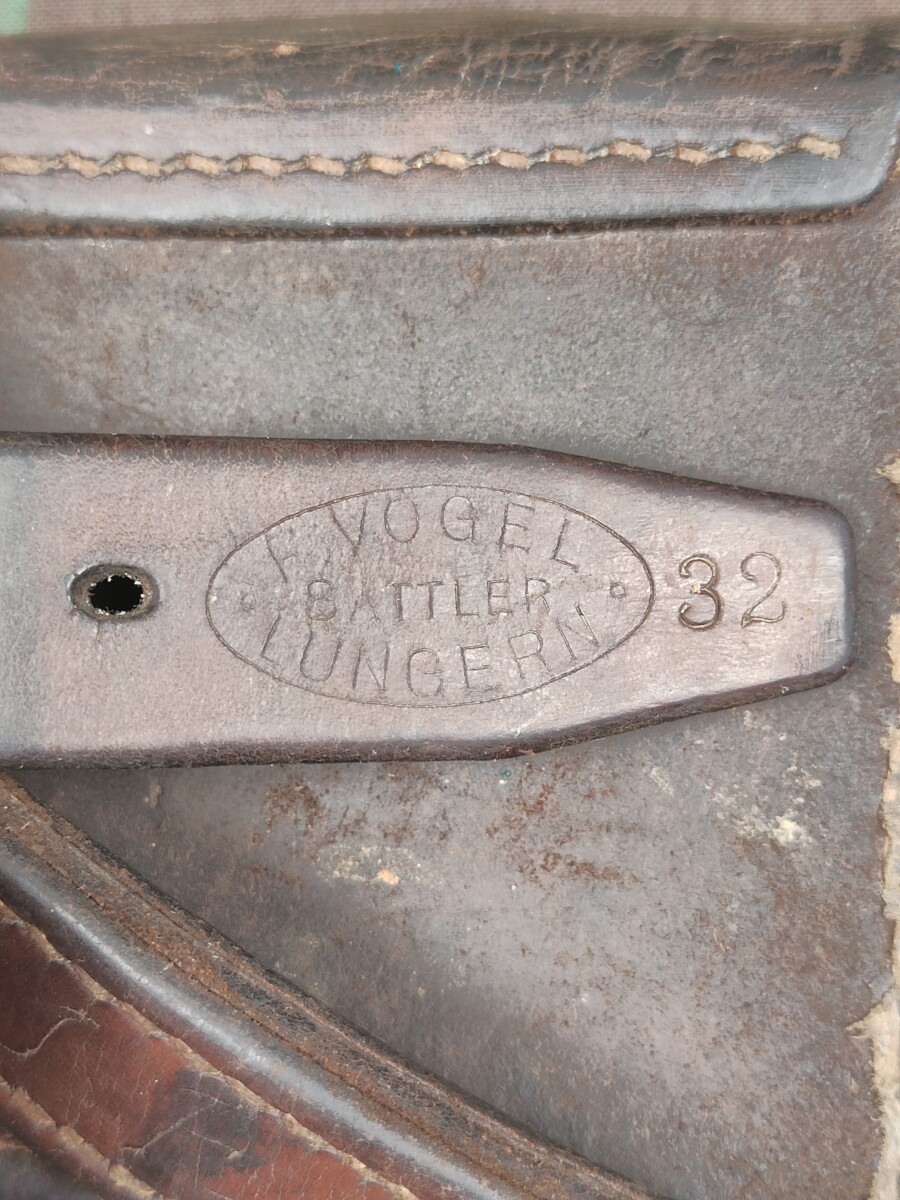 VOGEL
SATTLER
LUNGERN
32